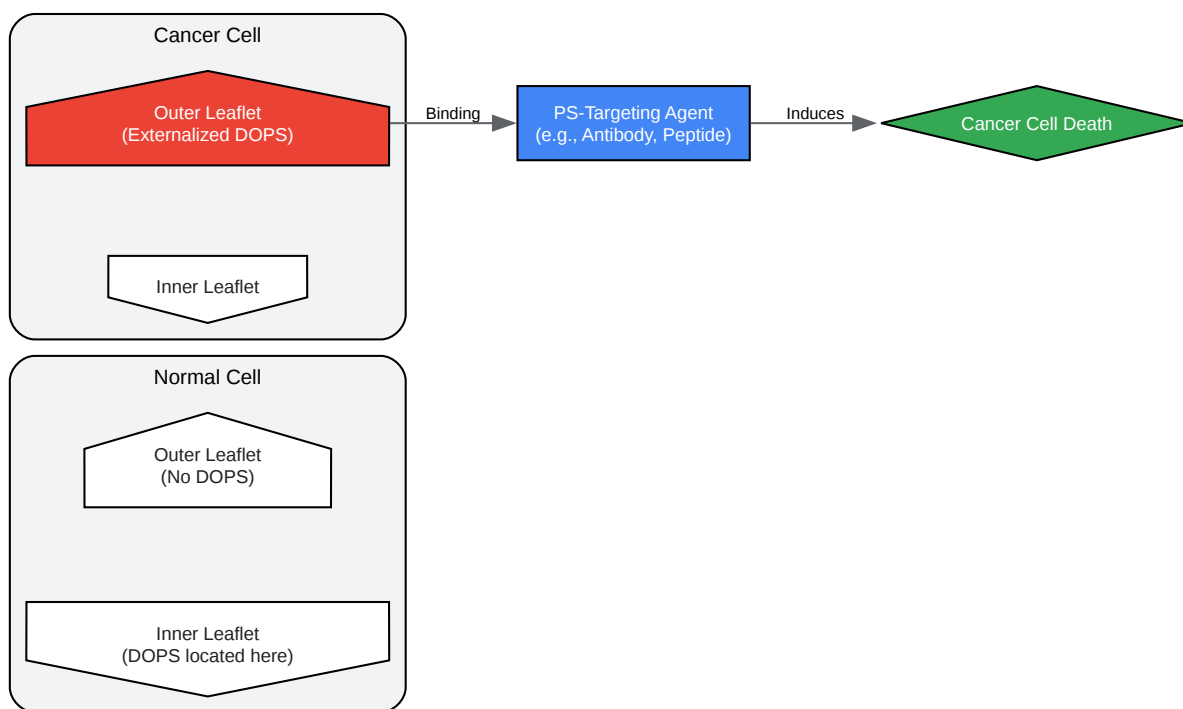 Cancer Cell
Outer Leaflet
(Externalized DOPS)
Binding
PS-Targeting Agent
(e.g., Antibody, Peptide)
Induces
Cancer Cell Death
Inner Leaflet
Normal Cell
Outer Leaflet
(No DOPS)
Inner Leaflet
(DOPS located here)